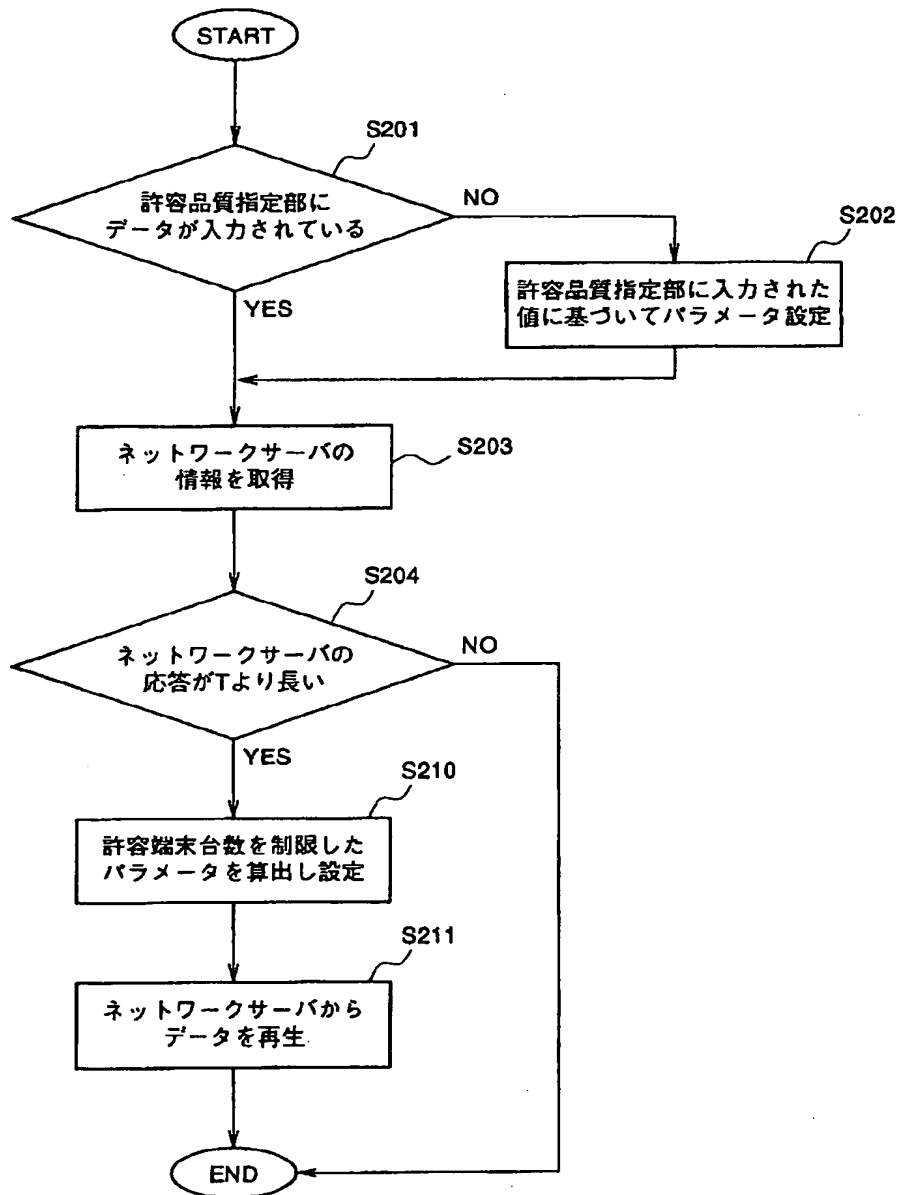 START
S201
許容品質指定部に
データが入力されている
NO
S202
許容品質指定部に入力された
値に基づいてパラメータ設定
YES
ネットワークサーバの
情報を取得
S203
S204
ネットワークサーバの
応答がTより長い
NO
YES
S210
許容端末台数を制限した
パラメータを算出し設定
S211
ネットワークサーバから
データを再生
END